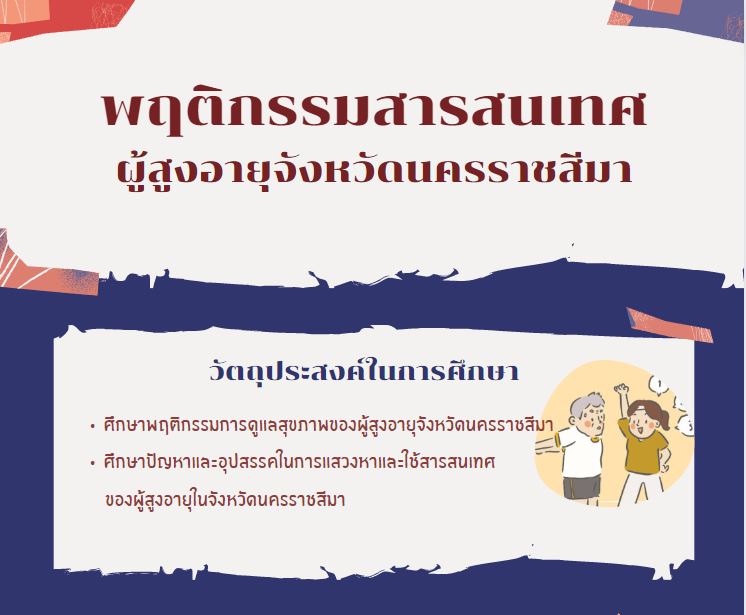 พฤติกรรมสารสนเทศ
ผู้สูงอายุจังหวัดนครราชสีมา
วัตถุประสงค์ในการศึกษา
• ศึกษาพฤติกรรมการดูแลสุขภาพของผู้สูงอายุจังหวัดนครราชสีมา
• ศึกษาปัญหาและอุปสรรคในการแสวงหาและใช้สารสนเทศ
ของผู้สูงอายุในจังหวัดนครราชสีมา